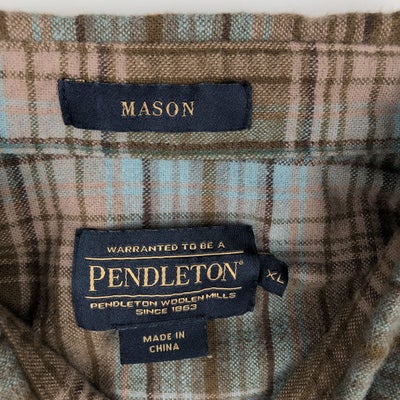 MASON
WARRANTED TO BE A
PENDLETON®
PENDLETON WOOLEN MILLS
SINCE 1863
XL
MADE IN
CHINA